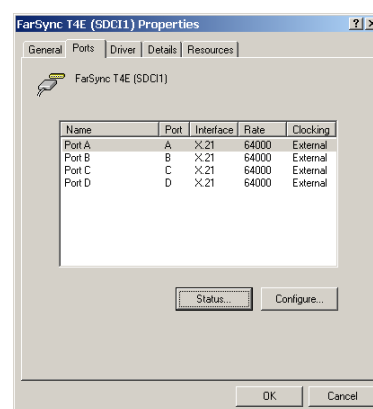 FarSync T4E (SDCI1) Properties
General Ports Driver Details Resources
FarSync T4E (SDCI1)
Name Port Interface Rate Clocking
Port A A X.21 64000 External
Port B B X.21 64000 External
Port C C X.21 64000 External
Port D D X.21 64000 External
Status... Configure...
OK Cancel